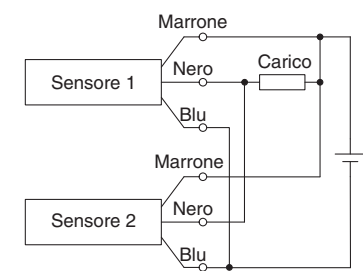 Marrone
Nero
Carico
Sensore 1
Blu
Marrone
Nero
Sensore 2
Blu